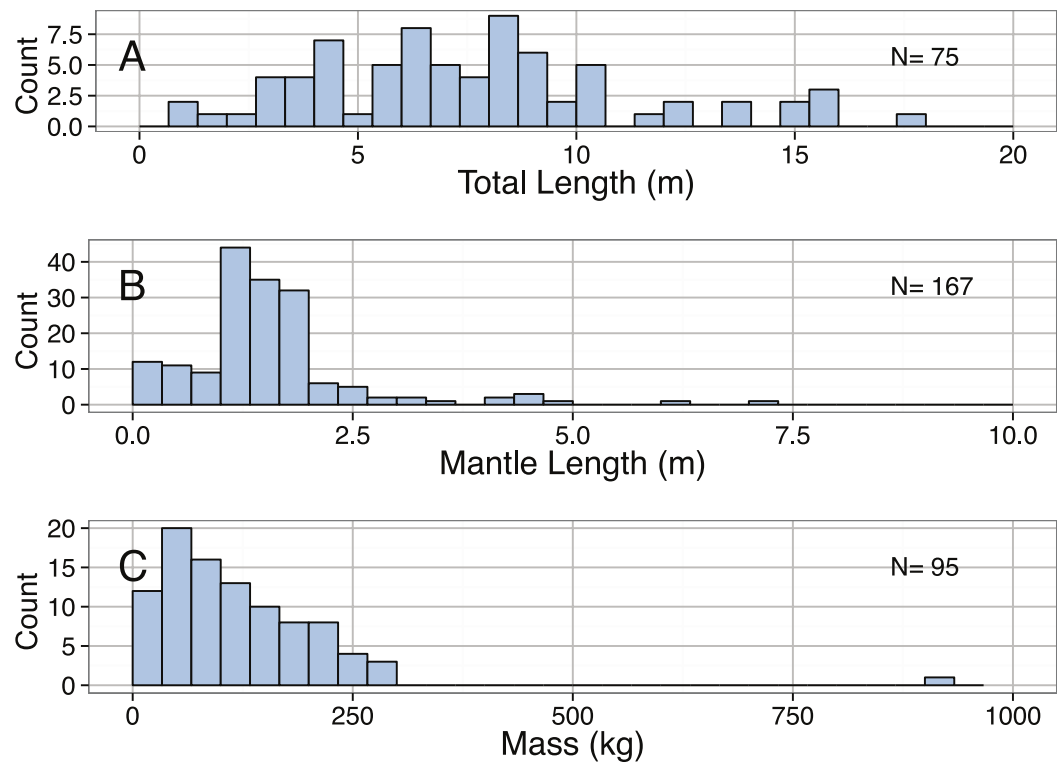 A
N= 75
Count
7.5
5.0
2.5
0.0
0 5 10 15 20
Total Length (m)
B
N= 167
Count
40
30
20
10
0
0.0 2.5 5.0 7.5 10.0
Mantle Length (m)
C
N= 95
Count
20
15
10
5
0
0 250 500 750 1000
Mass (kg)